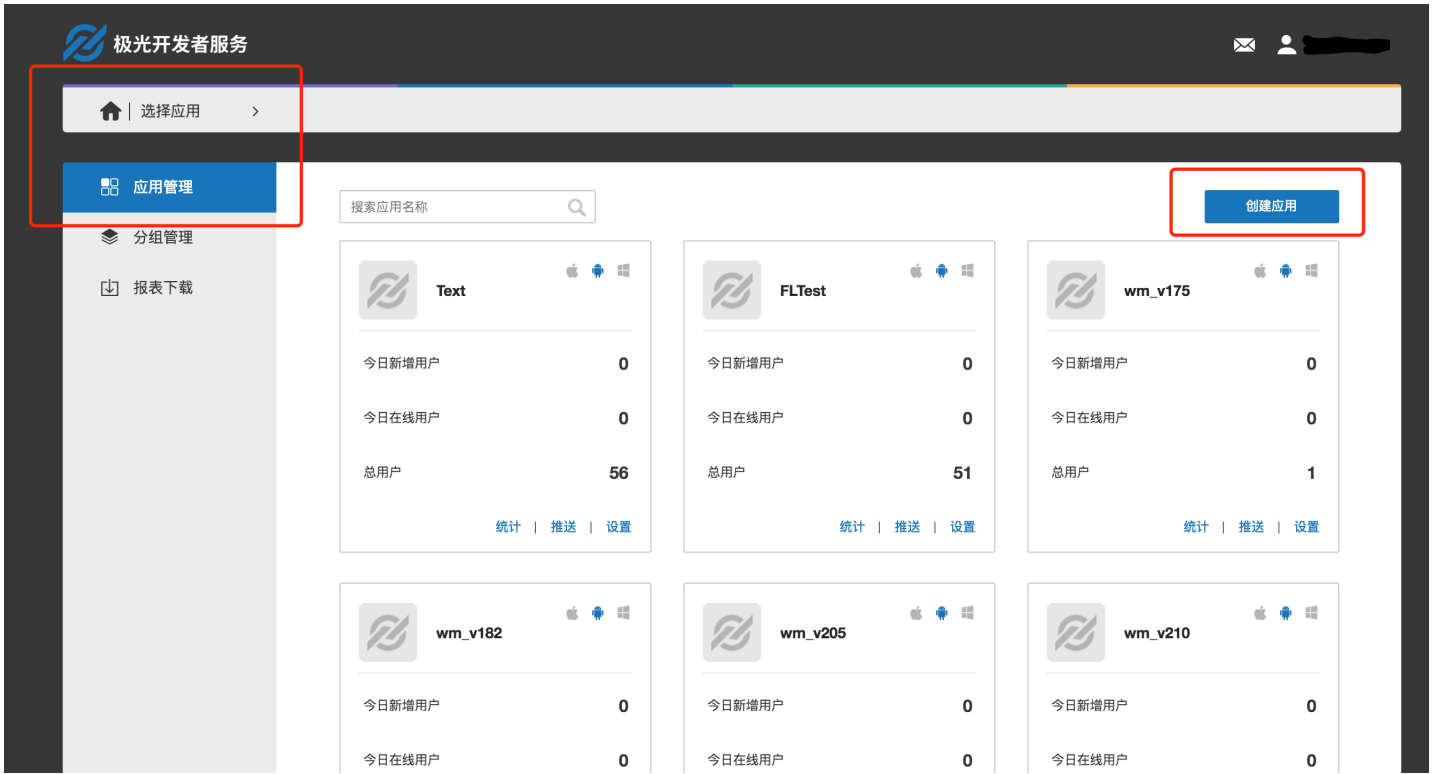 极光开发者服务
选择应用
应用管理
分组管理
报表下载
搜索应用名称
创建应用
Text
今日新增用户 0
今日在线用户 0
总用户 56
统计 | 推送 | 设置
FLTest
今日新增用户 0
今日在线用户 0
总用户 51
统计 | 推送 | 设置
wm_v175
今日新增用户 0
今日在线用户 0
总用户 1
统计 | 推送 | 设置
wm_v182
今日新增用户 0
今日在线用户 0
wm_v205
今日新增用户 0
今日在线用户 0
wm_v210
今日新增用户 0
今日在线用户 0